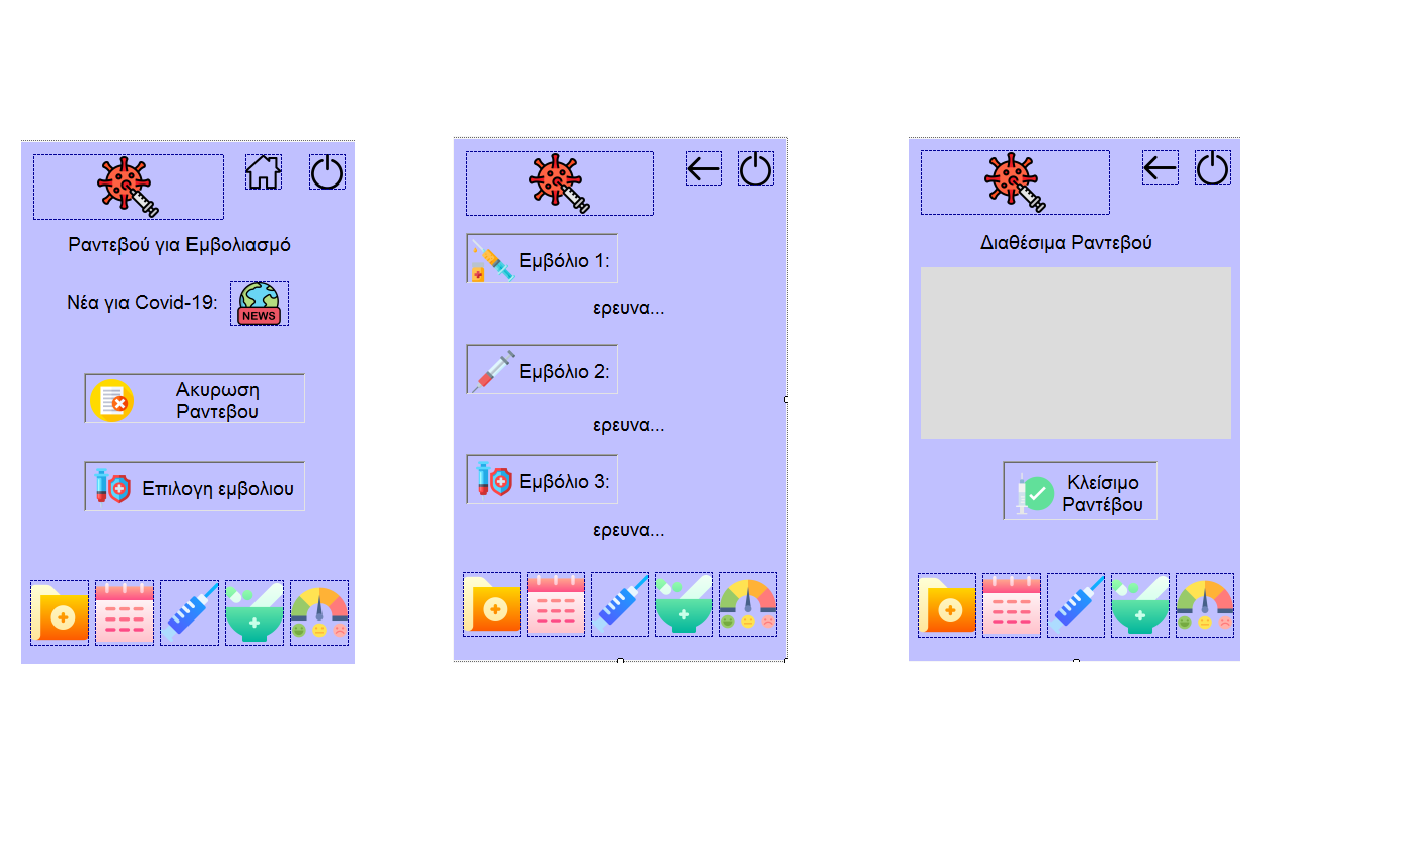 Ραντεβού για Εμβολιασμό
Νέα για Covid-19:
NEWS
Ακυρωση
Ραντεβου
Επιλογη εμβολιου
Εμβόλιο 1:
ερευνα...
Εμβόλιο 2:
ερευνα...
Εμβόλιο 3:
ερευνα...
Διαθέσιμα Ραντεβού
Κλείσιμο
Ραντέβου